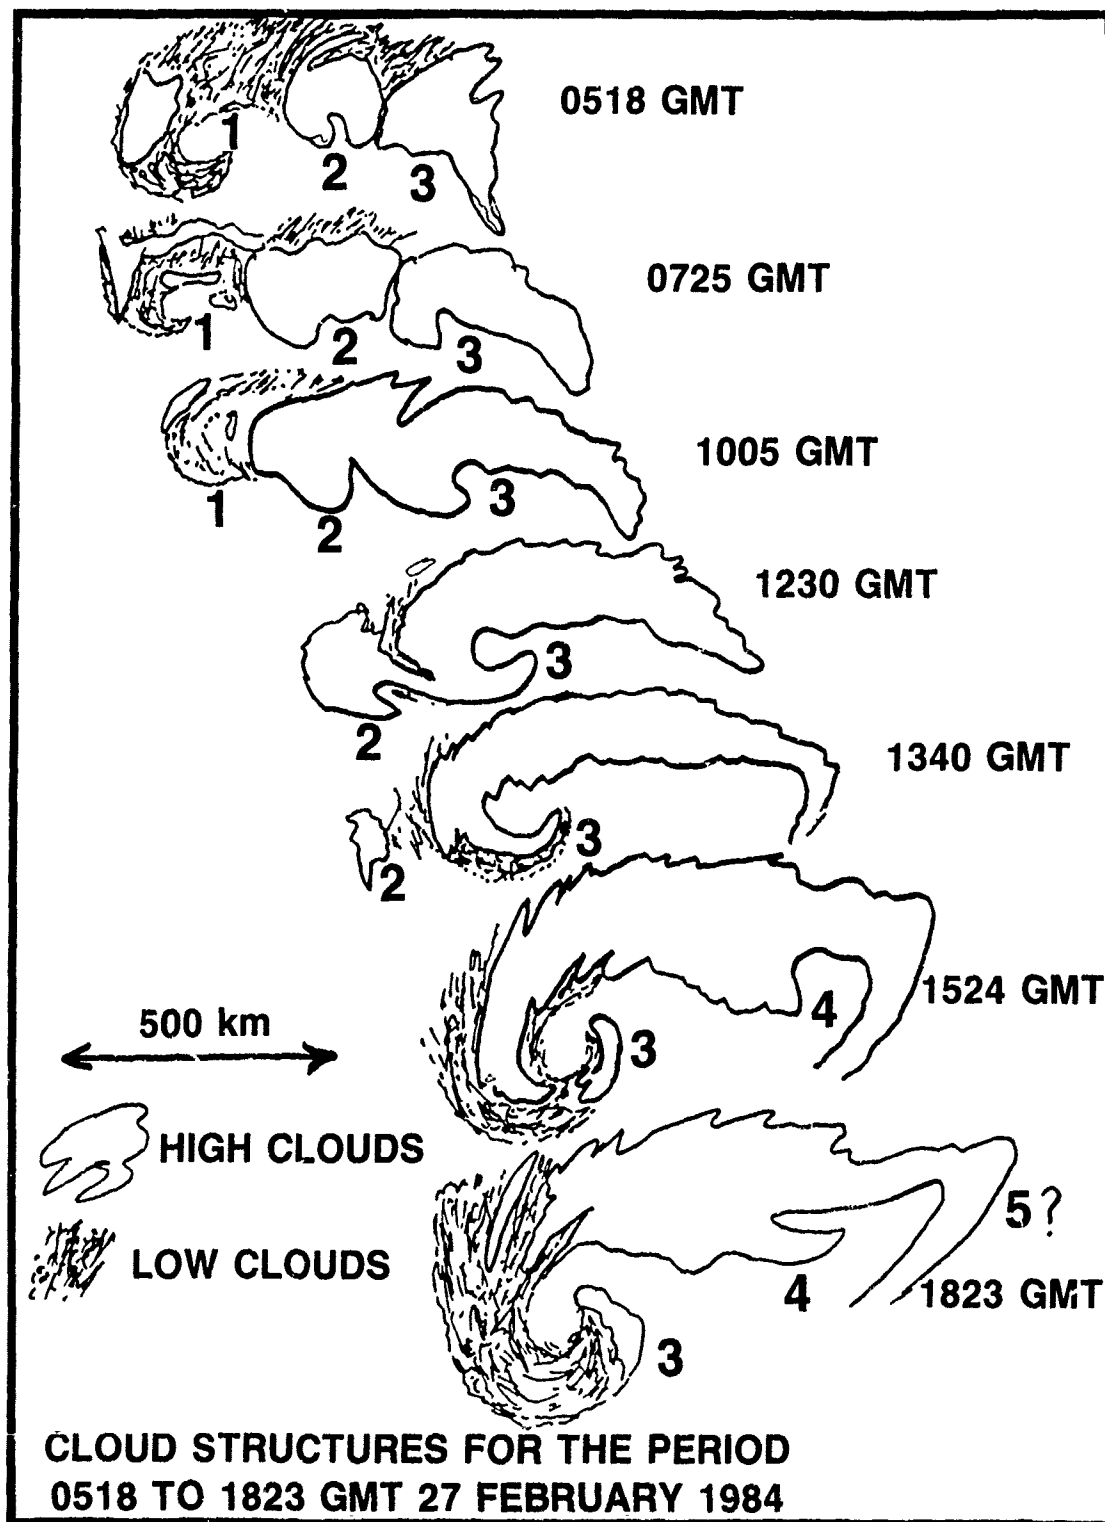 0518 GMT
1
2
3
0725 GMT
1
2
3
1005 GMT
1
2
3
1230 GMT
3
2
1340 GMT
3
2
1524 GMT
4
3
500 km
HIGH CLOUDS
LOW CLOUDS
5?
1823 GMT
4
3
CLOUD STRUCTURES FOR THE PERIOD
0518 TO 1823 GMT 27 FEBRUARY 1984